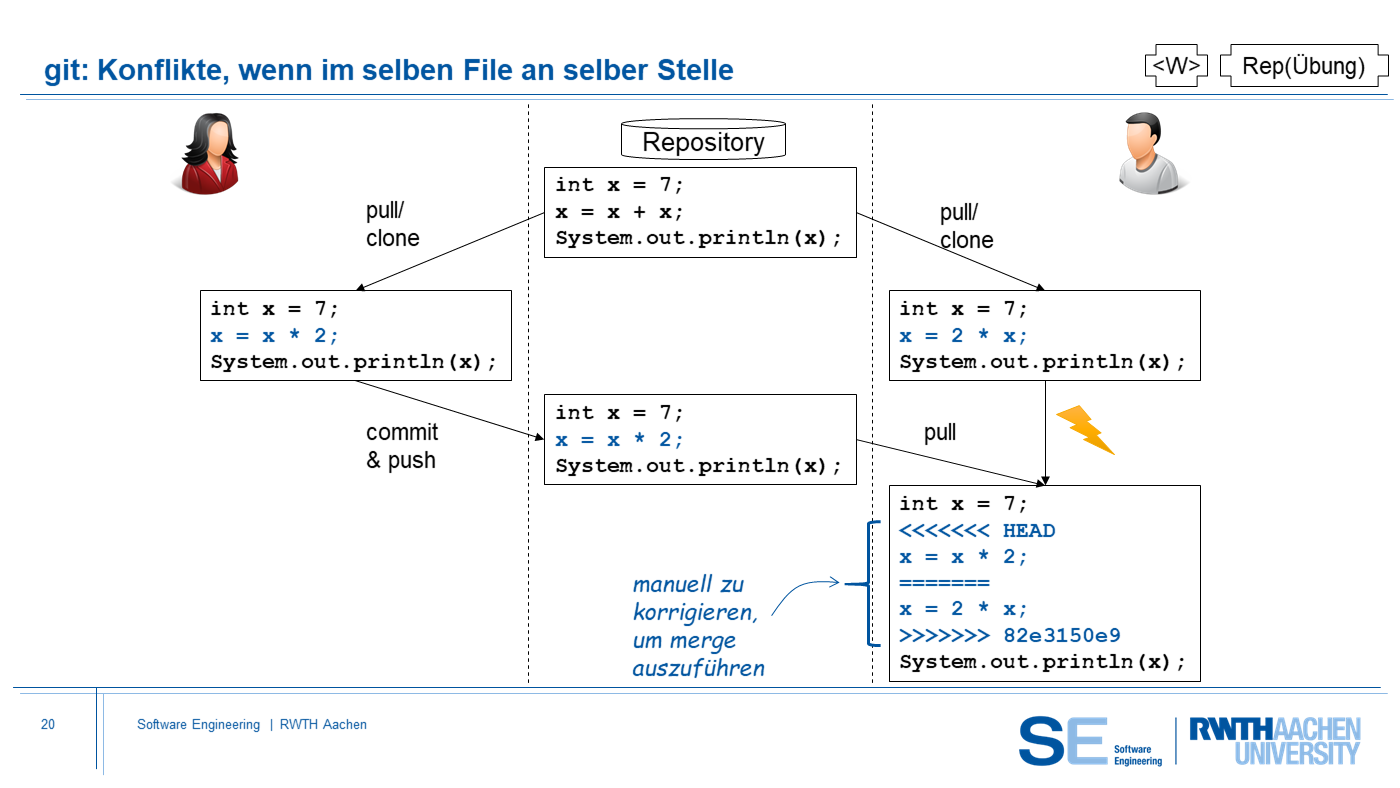 git: Konflikte, wenn im selben File an selber Stelle
<W>
Rep(Übung)
Repository
int x = 7;
x = x + x;
System.out.println(x);
pull/
clone
pull/
clone
int x = 7;
x = x * 2;
System.out.println(x);
int x = 7;
x = 2 * x;
System.out.println(x);
commit
& push
int x = 7;
x = x * 2;
System.out.println(x);
pull
int x = 7;
<<<<<<< HEAD
x = x * 2;
=======
x = 2 * x;
>>>>>>> 82e3150e9
System.out.println(x);
manuell zu
korrigieren,
um merge
auszuführen
20
Software Engineering | RWTH Aachen
SE Software
Engineering
RWTHAACHEN
UNIVERSITY